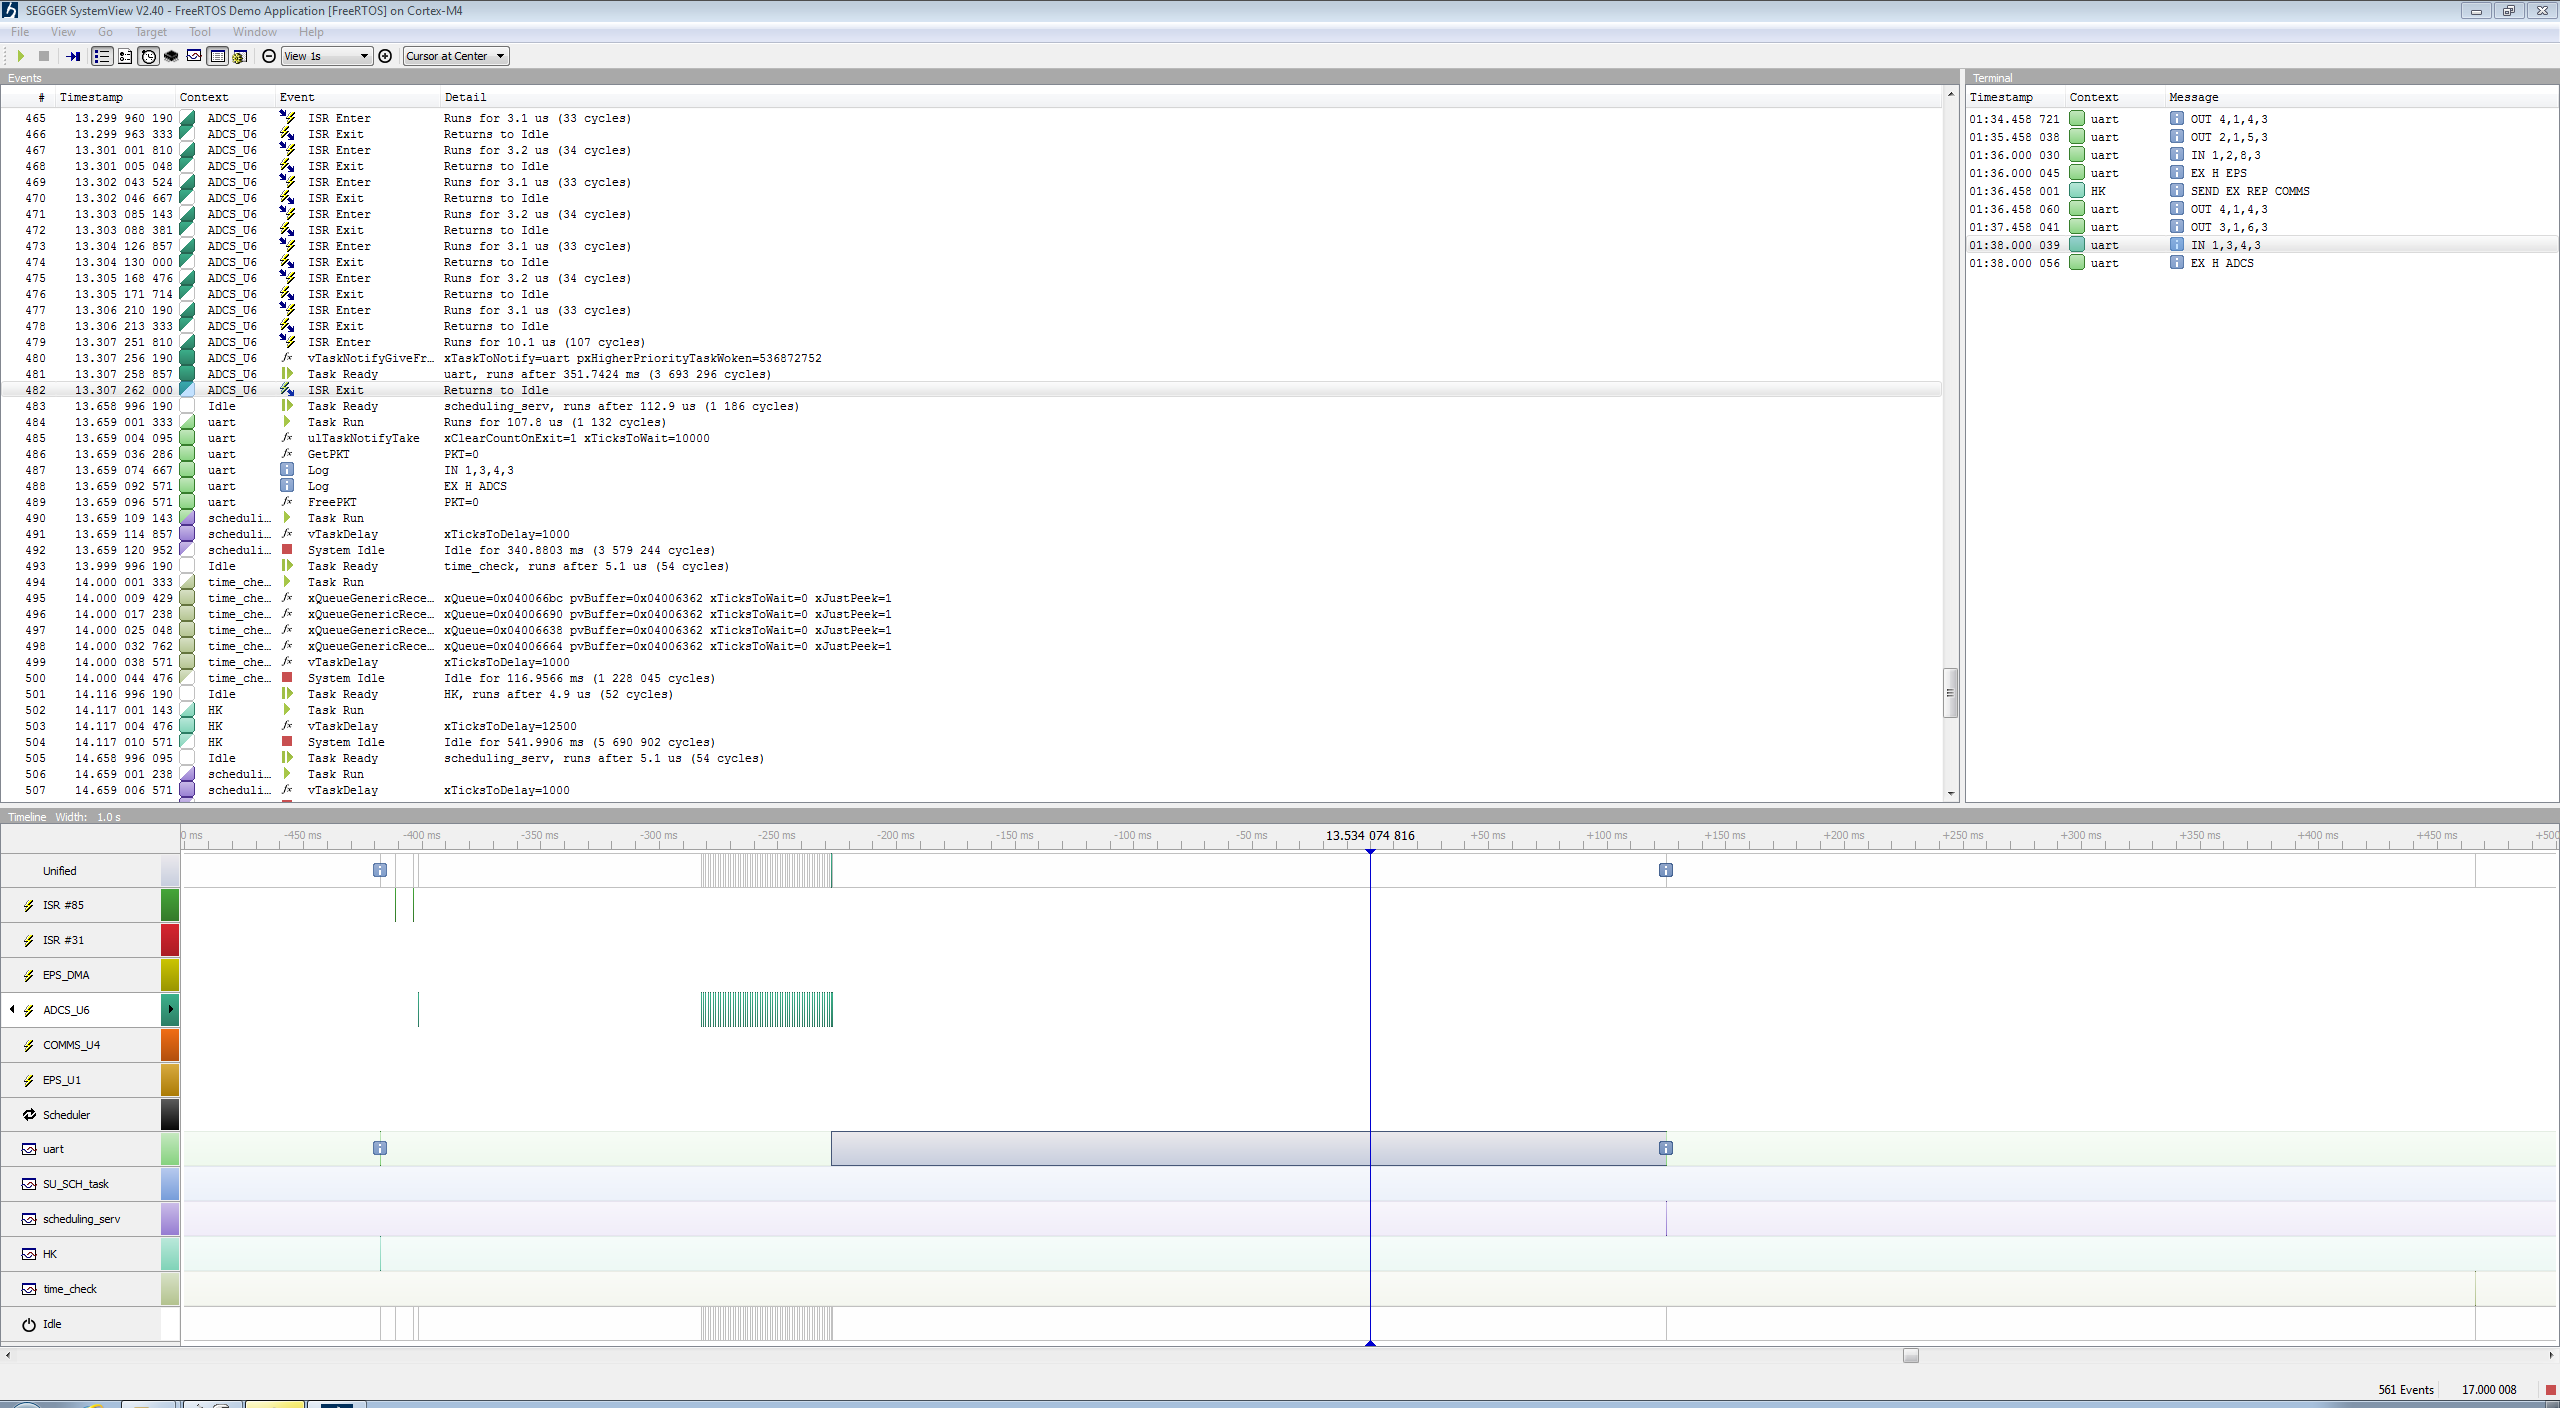 SEGGER SystemView V2.40 - FreeRTOS Demo Application [FreeRTOS] on Cortex-M4
File View Go Target Tool Window Help
View 1s Cursor at Center
Events
# Timestamp Context Event Detail
465 13.299 960 190 ADCS_U6 ISR Enter Runs for 3.1 us (33 cycles)
466 13.299 963 333 ADCS_U6 ISR Exit Returns to Idle
467 13.301 001 810 ADCS_U6 ISR Enter Runs for 3.2 us (34 cycles)
468 13.301 005 048 ADCS_U6 ISR Exit Returns to Idle
469 13.302 043 524 ADCS_U6 ISR Enter Runs for 3.1 us (33 cycles)
470 13.302 046 667 ADCS_U6 ISR Exit Returns to Idle
471 13.303 085 143 ADCS_U6 ISR Enter Runs for 3.2 us (34 cycles)
472 13.303 088 381 ADCS_U6 ISR Exit Returns to Idle
473 13.304 126 857 ADCS_U6 ISR Enter Runs for 3.1 us (33 cycles)
474 13.304 130 000 ADCS_U6 ISR Exit Returns to Idle
475 13.305 168 476 ADCS_U6 ISR Enter Runs for 3.2 us (34 cycles)
476 13.305 171 714 ADCS_U6 ISR Exit Returns to Idle
477 13.306 210 190 ADCS_U6 ISR Enter Runs for 3.1 us (33 cycles)
478 13.306 213 333 ADCS_U6 ISR Exit Returns to Idle
479 13.307 251 810 ADCS_U6 ISR Enter Runs for 10.1 us (107 cycles)
480 13.307 256 190 ADCS_U6 fx vTaskNotifyGiveFr... xTaskToNotify=uart pxHigherPriorityTaskWoken=536872752
481 13.307 258 857 ADCS_U6 Task Ready uart, runs after 351.7424 ms (3 693 296 cycles)
482 13.307 262 000 ADCS_U6 ISR Exit Returns to Idle
483 13.658 996 190 Idle Task Ready scheduling_serv, runs after 112.9 us (1 186 cycles)
484 13.659 001 333 uart Task Run Runs for 107.8 us (1 132 cycles)
485 13.659 004 095 uart fx ulTaskNotifyTake xClearCountOnExit=1 xTicksToWait=10000
486 13.659 036 286 uart fx GetPKT PKT=0
487 13.659 074 667 uart i Log IN 1,3,4,3
488 13.659 092 571 uart i Log EX H ADCS
489 13.659 096 571 uart fx FreePKT PKT=0
490 13.659 109 143 scheduli... Task Run
491 13.659 114 857 scheduli... fx vTaskDelay xTicksToDelay=1000
492 13.659 120 952 scheduli... System Idle Idle for 340.8803 ms (3 579 244 cycles)
493 13.999 996 190 Idle Task Ready time_check, runs after 5.1 us (54 cycles)
494 14.000 001 333 time_che... Task Run
495 14.000 009 429 time_che... fx xQueueGenericRece... xQueue=0x040066bc pvBuffer=0x04006362 xTicksToWait=0 xJustPeek=1
496 14.000 017 238 time_che... fx xQueueGenericRece... xQueue=0x04006690 pvBuffer=0x04006362 xTicksToWait=0 xJustPeek=1
497 14.000 025 048 time_che... fx xQueueGenericRece... xQueue=0x04006638 pvBuffer=0x04006362 xTicksToWait=0 xJustPeek=1
498 14.000 032 762 time_che... fx xQueueGenericRece... xQueue=0x04006664 pvBuffer=0x04006362 xTicksToWait=0 xJustPeek=1
499 14.000 038 571 time_che... fx vTaskDelay xTicksToDelay=1000
500 14.000 044 476 time_che... System Idle Idle for 116.9566 ms (1 228 045 cycles)
501 14.116 996 190 Idle Task Ready HK, runs after 4.9 us (52 cycles)
502 14.117 001 143 HK Task Run
503 14.117 004 476 HK fx vTaskDelay xTicksToDelay=12500
504 14.117 010 571 HK System Idle Idle for 541.9906 ms (5 690 902 cycles)
505 14.658 996 095 Idle Task Ready scheduling_serv, runs after 5.1 us (54 cycles)
506 14.659 001 238 scheduli... Task Run
507 14.659 006 571 scheduli... fx vTaskDelay xTicksToDelay=1000
Terminal
Timestamp Context Message
01:34.458 721 uart i OUT 4,1,4,3
01:35.458 038 uart i OUT 2,1,5,3
01:36.000 030 uart i IN 1,2,8,3
01:36.000 045 uart i EX H EPS
01:36.458 001 HK i SEND EX REP COMMS
01:36.458 060 uart i OUT 4,1,4,3
01:37.458 041 uart i OUT 3,1,6,3
01:38.000 039 uart i IN 1,3,4,3
01:38.000 056 uart i EX H ADCS
Timeline Width: 1.0 s
0 ms -450 ms -400 ms -350 ms -300 ms -250 ms -200 ms -150 ms -100 ms -50 ms 13.534 074 816 +50 ms +100 ms +150 ms +200 ms +250 ms +300 ms +350 ms +400 ms +450 ms +500
Unified i i
ISR #85
ISR #31
EPS_DMA
ADCS_U6
COMMS_U4
EPS_U1
Scheduler
uart i i
SU_SCH_task
scheduling_serv
HK
time_check
Idle
561 Events 17.000 008